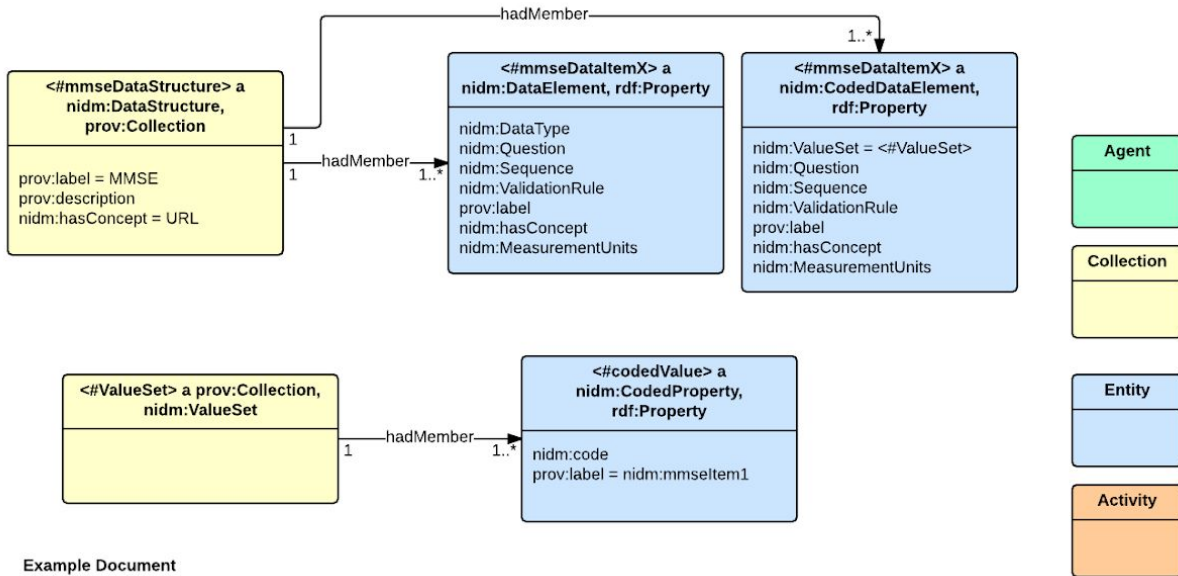 hadMember
1..*
<#mmseDataStructure> a
nidm:DataStructure,
prov:Collection
prov:label = MMSE
prov:description
nidm:hasConcept = URL
1
1
hadMember
1..*
<#mmseDataItemX> a
nidm:DataElement, rdf:Property
nidm:DataType
nidm:Question
nidm:Sequence
nidm:ValidationRule
prov:label
nidm:hasConcept
nidm:MeasurementUnits
<#mmseDataItemX> a
nidm:CodedDataElement,
rdf:Property
nidm:ValueSet = <#ValueSet>
nidm:Question
nidm:Sequence
nidm:ValidationRule
prov:label
nidm:hasConcept
nidm:MeasurementUnits
Agent
Collection
Entity
Activity
<#ValueSet> a prov:Collection,
nidm:ValueSet
1
hadMember
1..*
<#codedValue> a
nidm:CodedProperty,
rdf:Property
nidm:code
prov:label = nidm:mmseItem1
Example Document